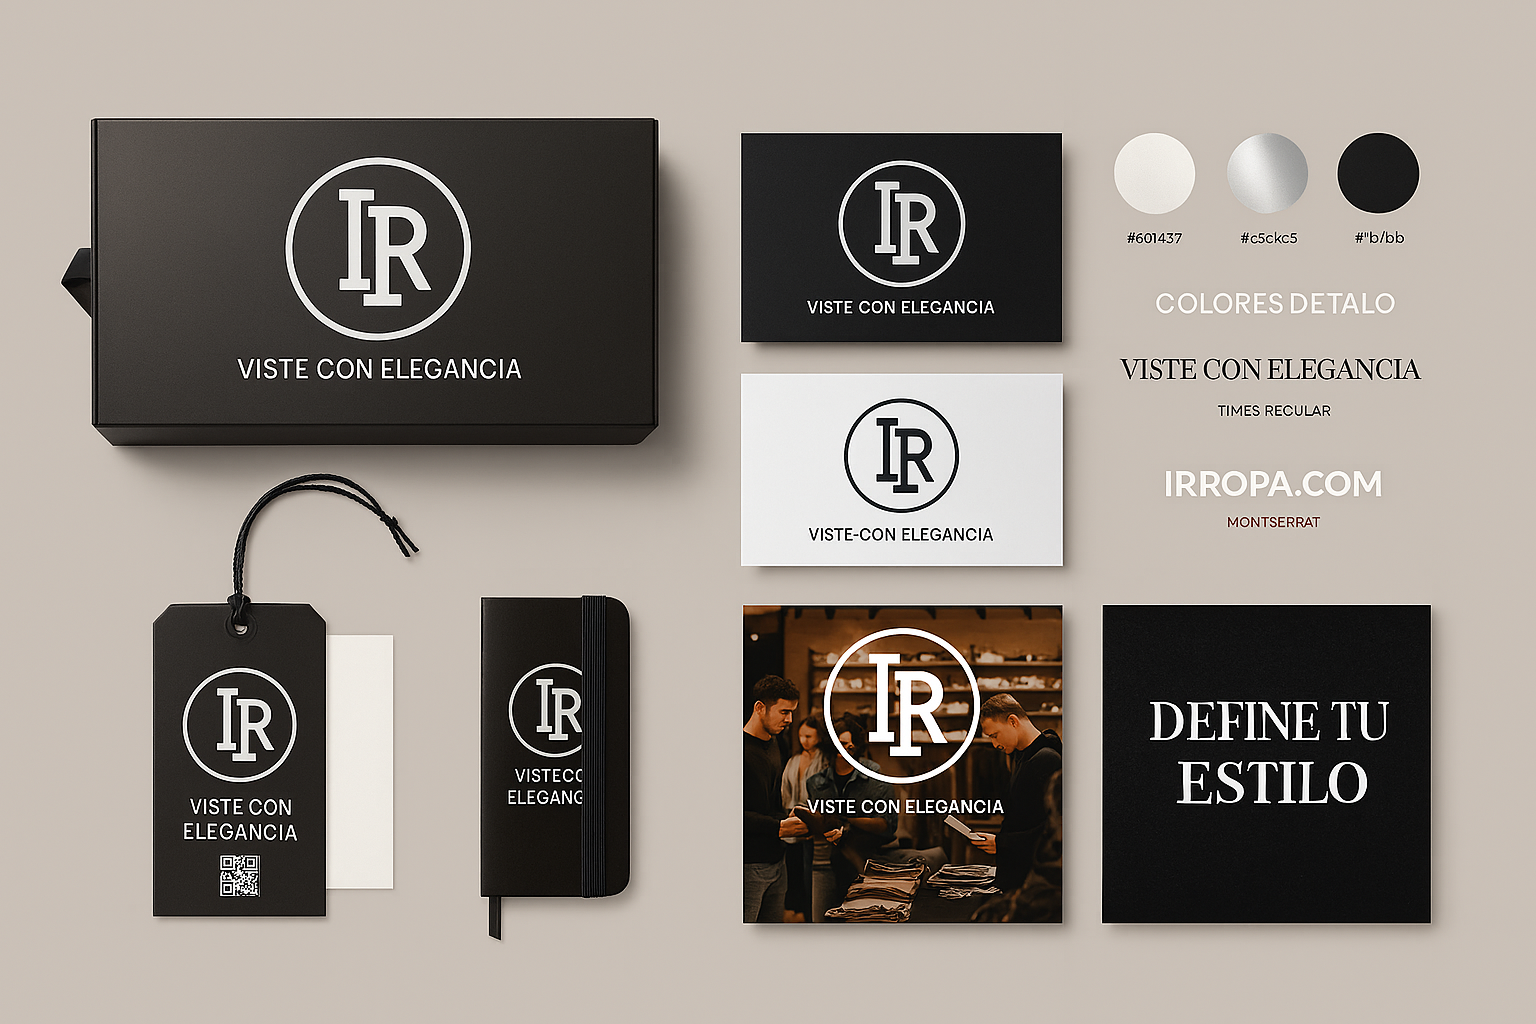 IR
VISTE CON ELEGANCIA
IR
VISTE CON ELEGANCIA
IR
VISTE-CON ELEGANCIA
#601437
#c5ckc5
#"b/bb
COLORES DETALO
VISTE CON ELEGANCIA
TIMES RECULAR
IRROPA.COM
MONTSERRAT
IR
VISTE CON
ELEGANCIA
IR
VISTECO
ELEGANG
IR
VISTE CON ELEGANCIA
DEFINE TU
ESTILO